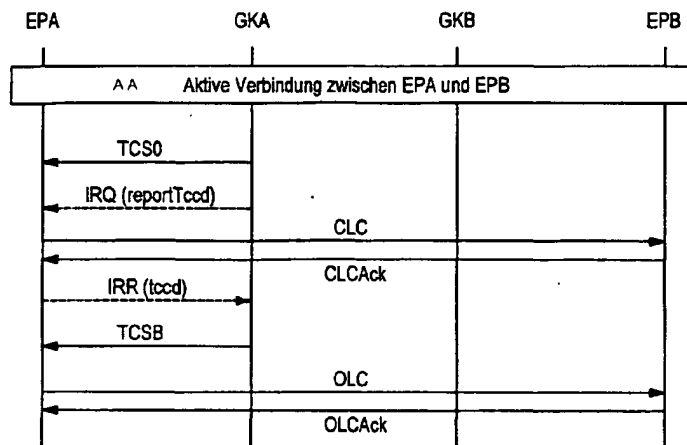 EPA GKA GKB EPB
A A Aktive Verbindung zwischen EPA und EPB
TCS0
IRQ (reportTccd)
CLC
CLCAck
IRR (tccd)
TCSB
OLC
OLCAck